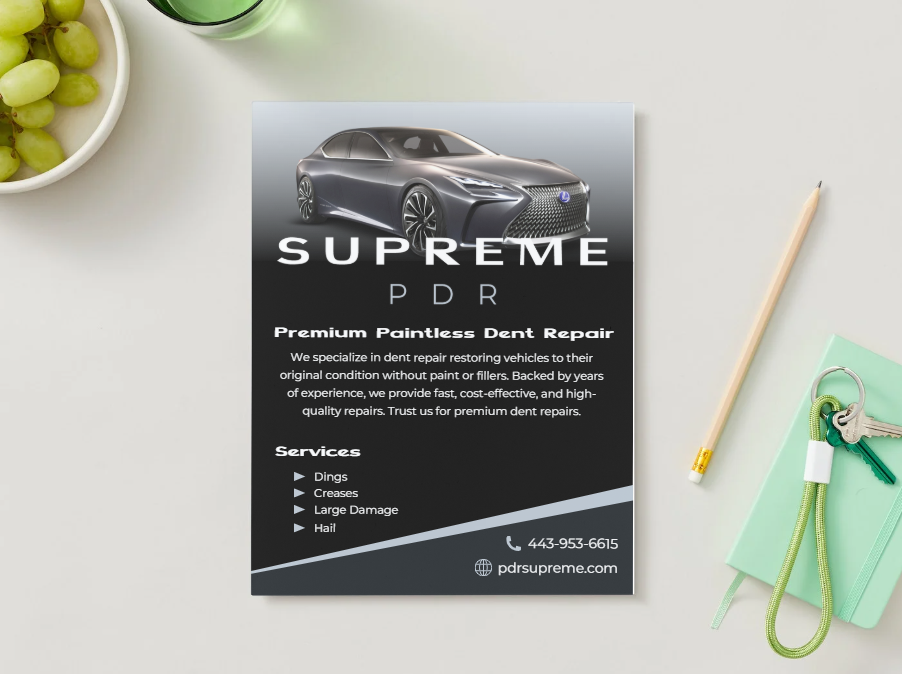 SUPREME
PDR
Premium Paintless Dent Repair
We specialize in dent repair restoring vehicles to their
original condition without paint or fillers. Backed by years
of experience, we provide fast, cost-effective, and high-
quality repairs. Trust us for premium dent repairs.
Services
Dings
Creases
Large Damage
Hail
443-953-6615
pdrsupreme.com